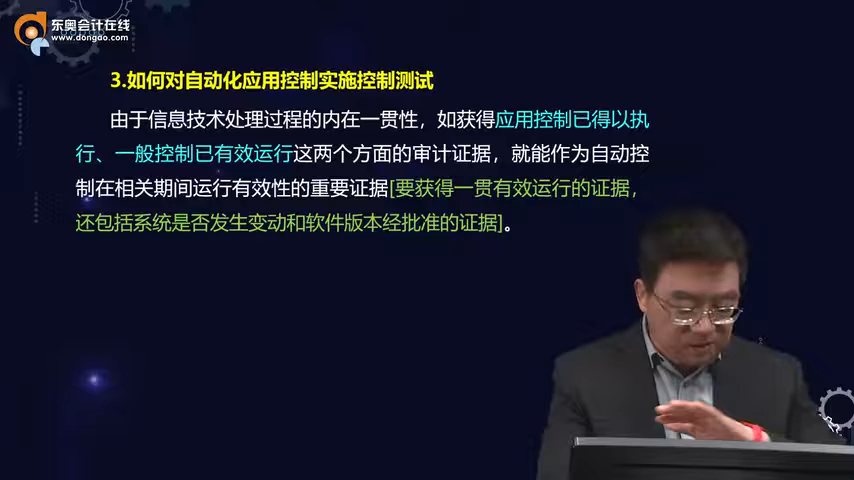 东奥会计在线
www.dongao.com
3.如何对自动化应用控制实施控制测试
由于信息技术处理过程的内在一贯性，如获得应用控制已得以执
行、一般控制已有效运行这两个方面的审计证据，就能作为自动控
制在相关期间运行有效性的重要证据[要获得一贯有效运行的证据，
还包括系统是否发生变动和软件版本经批准的证据]。